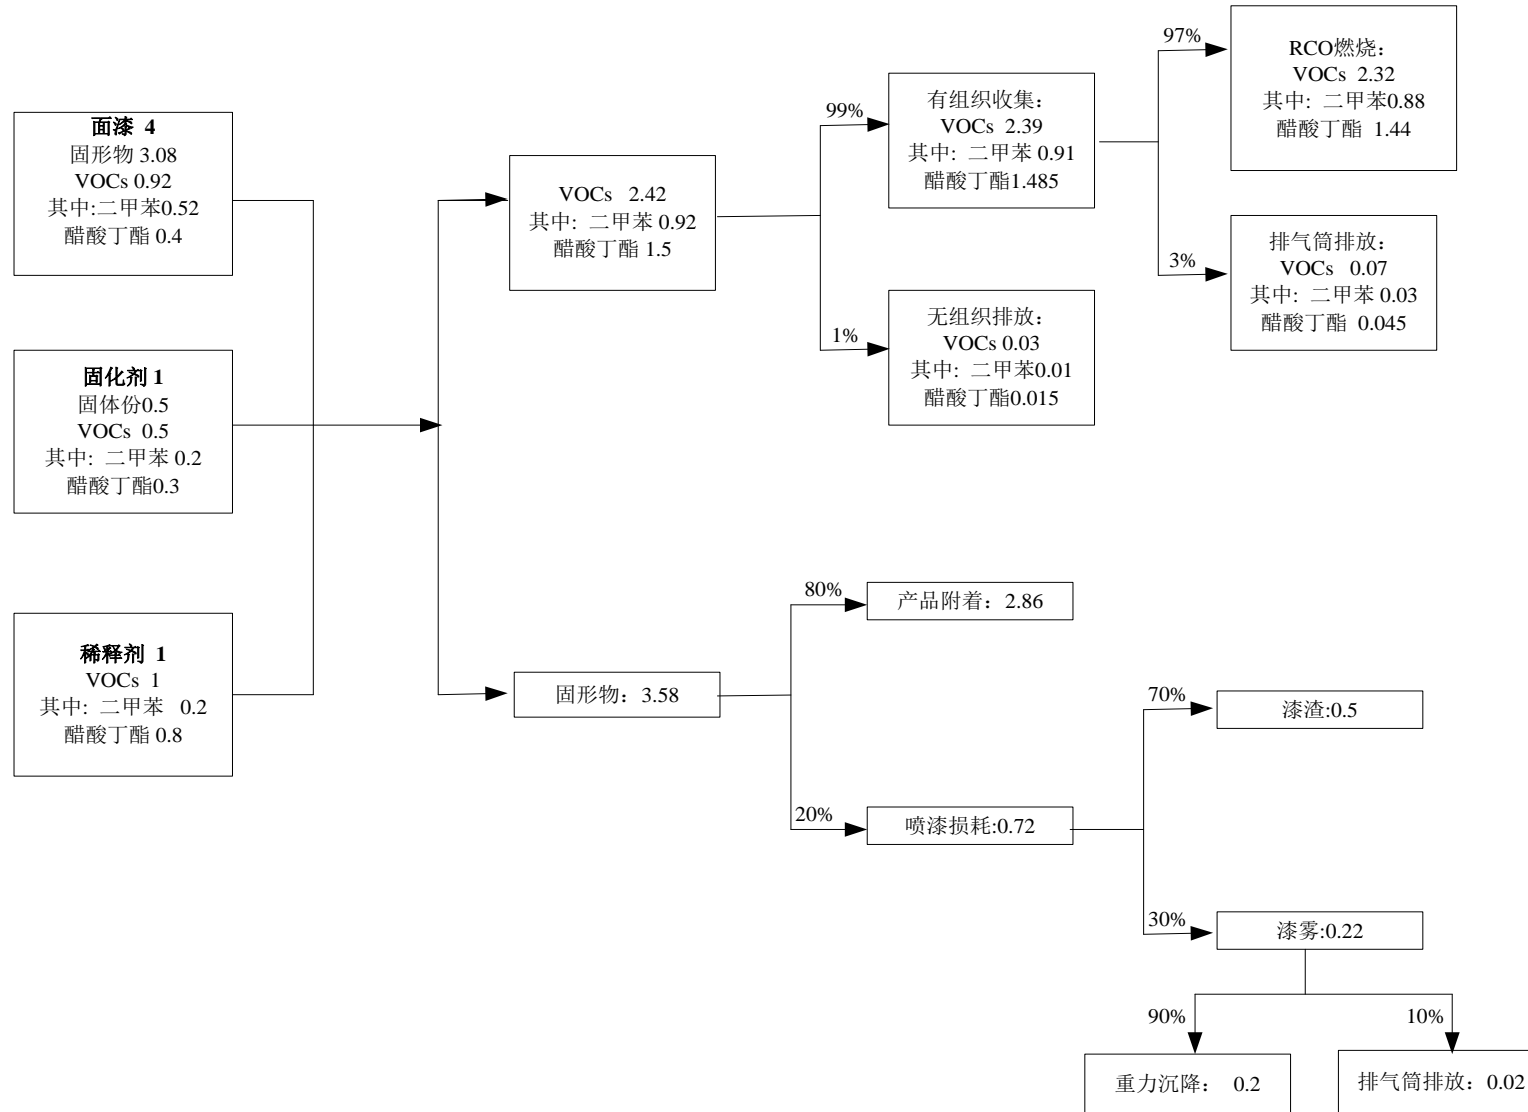 面漆 4
固形物 3.08
VOCs 0.92
其中:二甲苯0.52
醋酸丁酯 0.4
固化剂 1
固体份0.5
VOCs 0.5
其中: 二甲苯 0.2
醋酸丁酯0.3
稀释剂 1
VOCs 1
其中: 二甲苯 0.2
醋酸丁酯 0.8
VOCs 2.42
其中: 二甲苯 0.92
醋酸丁酯 1.5
99%
有组织收集：
VOCs 2.39
其中: 二甲苯 0.91
醋酸丁酯1.485
1%
无组织排放：
VOCs 0.03
其中: 二甲苯0.01
醋酸丁酯0.015
97%
RCO燃烧：
VOCs 2.32
其中: 二甲苯0.88
醋酸丁酯 1.44
3%
排气筒排放：
VOCs 0.07
其中: 二甲苯 0.03
醋酸丁酯 0.045
固形物：3.58
80%
产品附着：2.86
20%
喷漆损耗:0.72
70%
漆渣:0.5
30%
漆雾:0.22
90%
重力沉降： 0.2
10%
排气筒排放：0.02